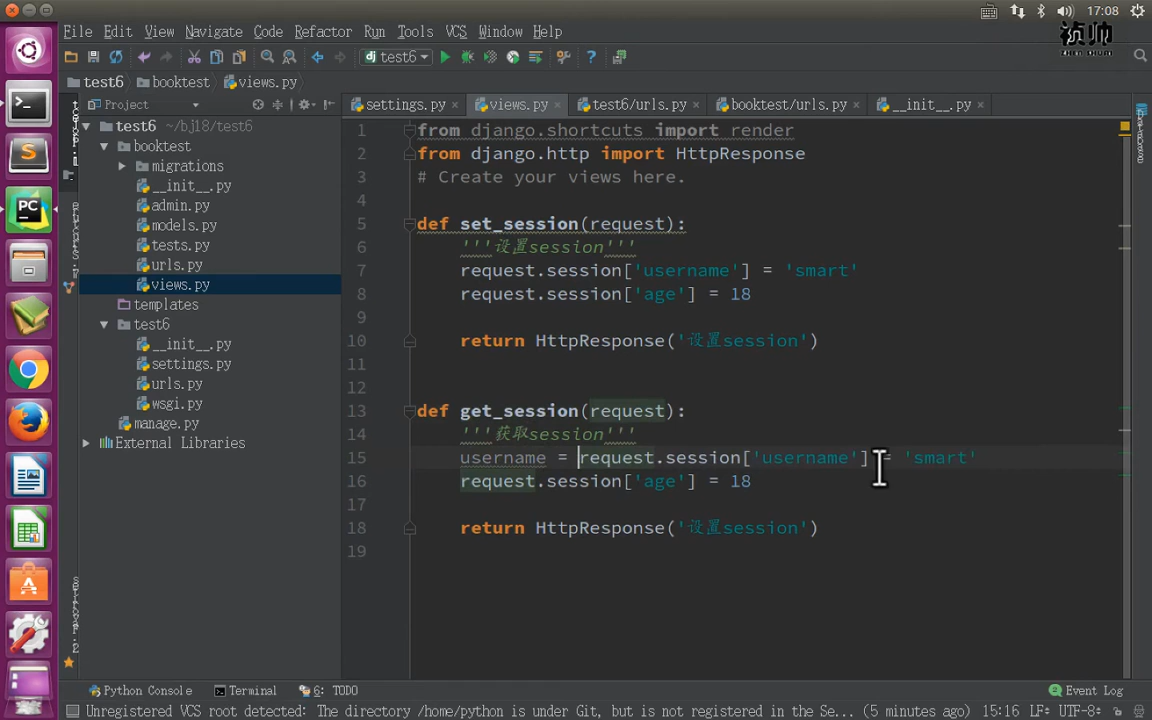 17:08
祯帅
File Edit View Navigate Code Refactor Run Tools VCS Window Help
test6
test6 booktest views.py
Project
settings.py views.py test6/urls.py booktest/urls.py __init__.py
test6 ~/bj18/test6
booktest
migrations
__init__.py
admin.py
models.py
tests.py
urls.py
views.py
templates
test6
__init__.py
settings.py
urls.py
wsgi.py
manage.py
External Libraries
1 from django.shortcuts import render
2 from django.http import HttpResponse
3 # Create your views here.
4
5 def set_session(request):
6 '''设置session'''
7 request.session['username'] = 'smart'
8 request.session['age'] = 18
9
10 return HttpResponse('设置session')
11
12
13 def get_session(request):
14 '''获取session'''
15 username = request.session['username'] = 'smart'
16 request.session['age'] = 18
17
18 return HttpResponse('设置session')
19
Python Console Terminal 6: TODO Event Log
Unregistered VCS root detected: The directory /home/python is under Git, but is not registered in the Se... (5 minutes ago) 15:16 LF÷ UTF-8÷